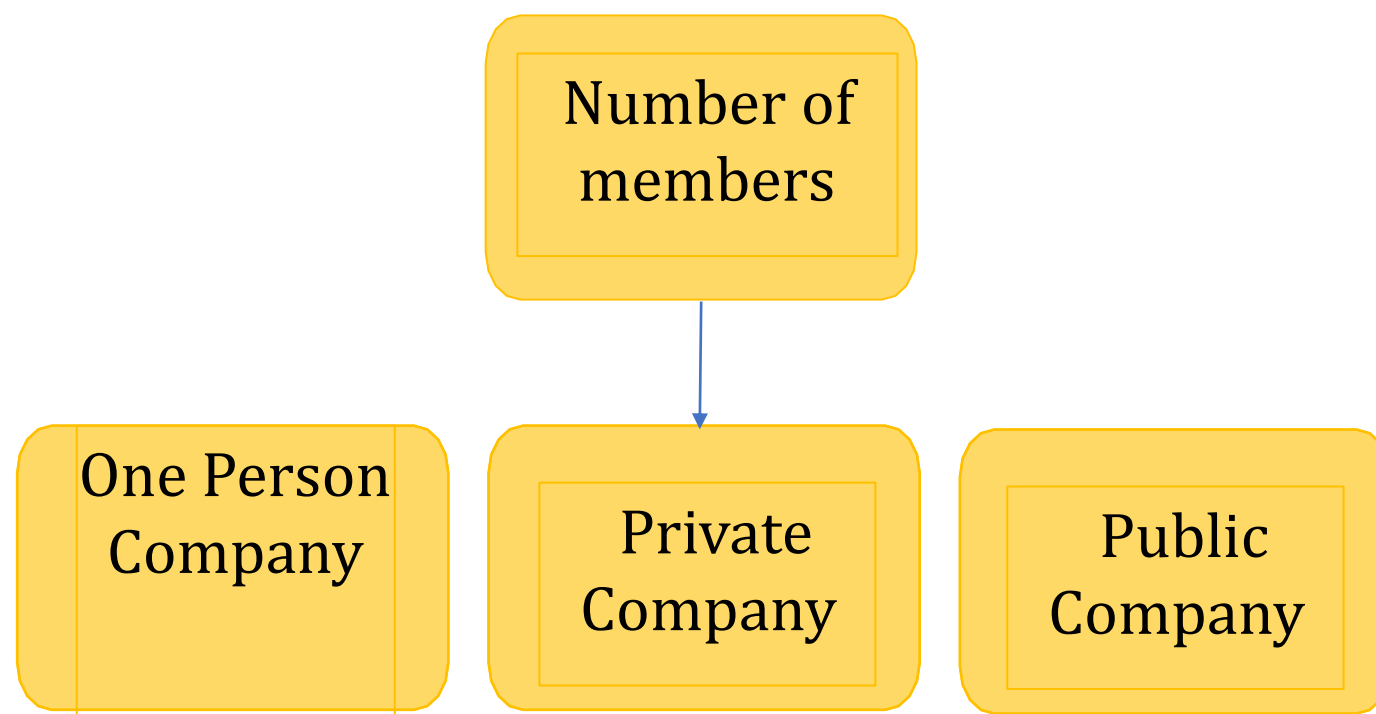 Number of
members
One Person
Company
Private
Company
Public
Company